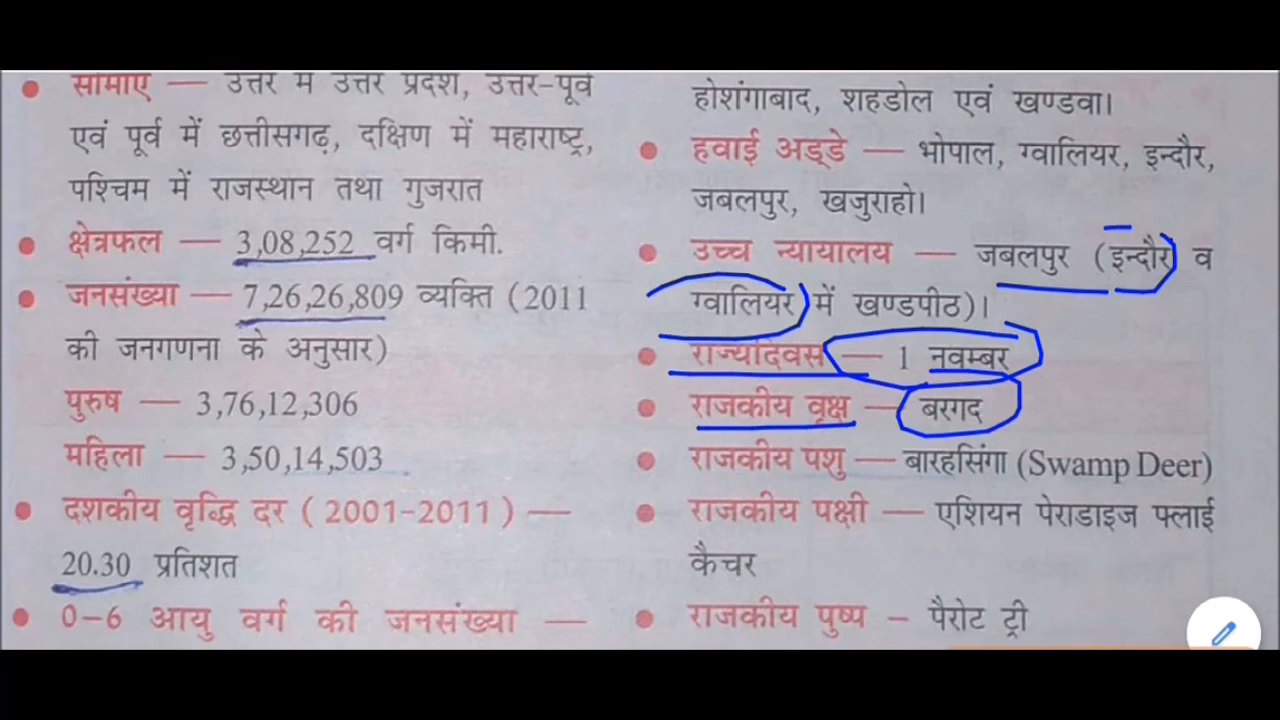 सीमाएँ — उत्तर में उत्तर प्रदेश, उत्तर-पूर्व
एवं पूर्व में छत्तीसगढ़, दक्षिण में महाराष्ट्र,
पश्चिम में राजस्थान तथा गुजरात
• क्षेत्रफल — 3,08,252 वर्ग किमी.
• जनसंख्या — 7,26,26,809 व्यक्ति (2011
की जनगणना के अनुसार)
पुरुष — 3,76,12,306
महिला — 3,50,14,503
• दशकीय वृद्धि दर (2001-2011) —
20.30 प्रतिशत
• 0-6 आयु वर्ग की जनसंख्या —
होशंगाबाद, शहडोल एवं खण्डवा।
• हवाई अड्डे — भोपाल, ग्वालियर, इन्दौर,
जबलपुर, खजुराहो।
• उच्च न्यायालय — जबलपुर (इन्दौर व
ग्वालियर में खण्डपीठ)।
• राज्यदिवस — 1 नवम्बर
• राजकीय वृक्ष — बरगद
• राजकीय पशु — बारहसिंगा (Swamp Deer)
• राजकीय पक्षी — एशियन पेराडाइज फ्लाई
कैचर
• राजकीय पुष्प – पैरोट ट्री